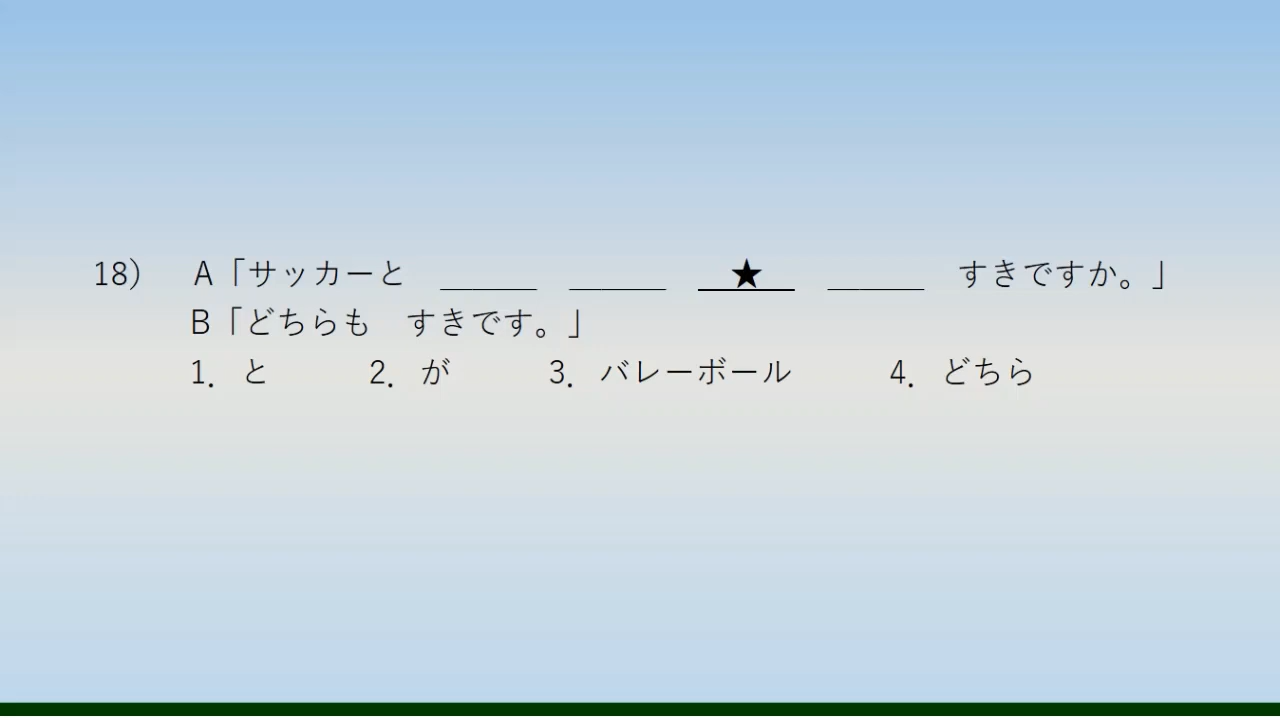 18） A「サッカーと ＿＿＿ ＿＿＿ ★ ＿＿＿ すきですか。」
B「どちらも すきです。」
1．と 2．が 3．バレーボール 4．どちら